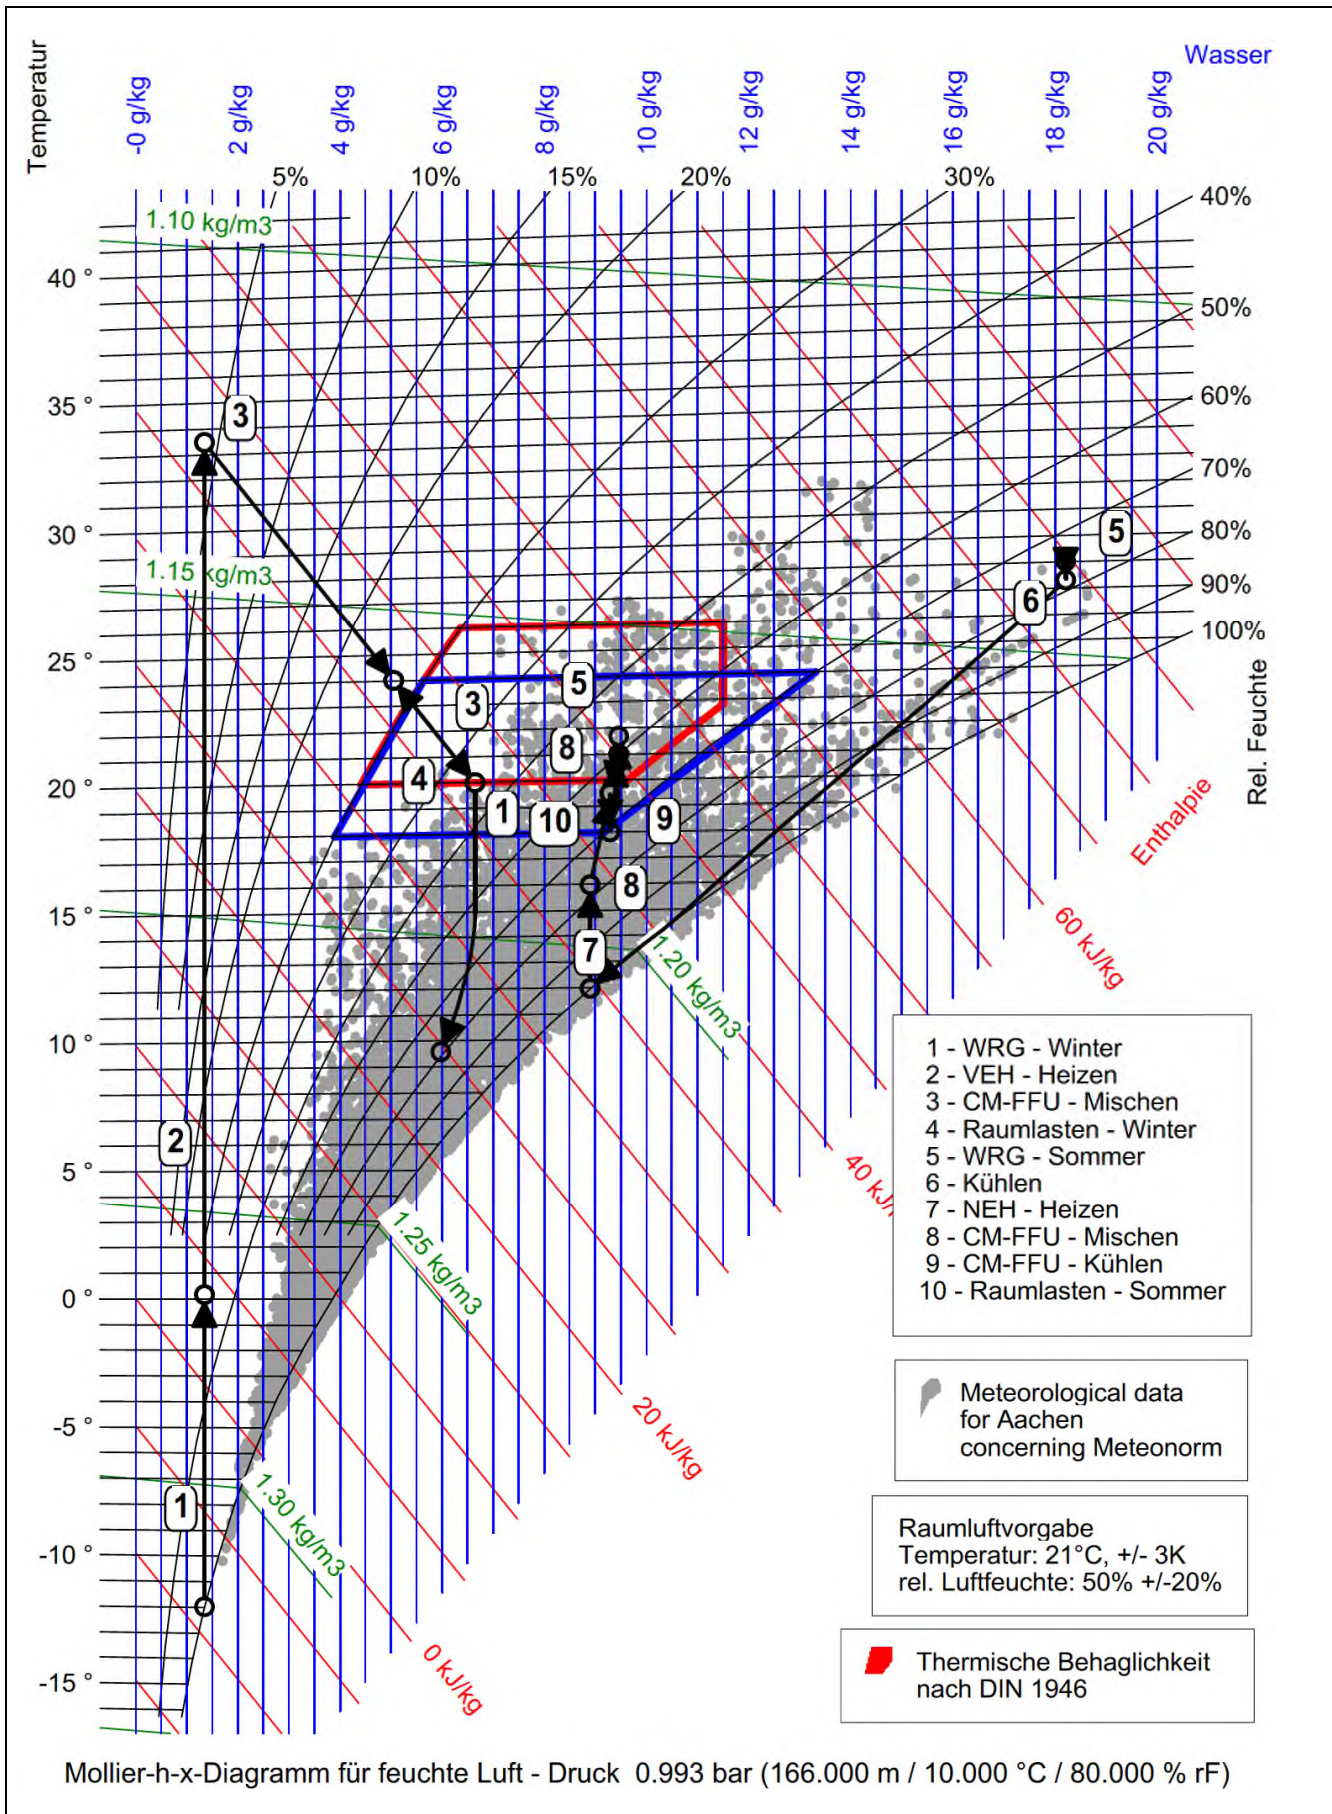 Temperatur
Wasser
-0 g/kg
2 g/kg
4 g/kg
6 g/kg
8 g/kg
10 g/kg
12 g/kg
14 g/kg
16 g/kg
18 g/kg
20 g/kg
5%
10%
15%
20%
30%
40%
1.10 kg/m3
40 °
50%
35 °
3
60%
70%
30 °
5
80%
1.15 kg/m3
90%
6
100%
25 °
5
3
8
Rel. Feuchte
20 °
4
1
10
9
Enthalpie
8
15 °
7
1.20 kg/m3
60 kJ/kg
10 °
2
5 °
40 kJ/k
1.25 kg/m3
0 °
20 kJ/kg
-5 °
1
1.30 kg/m3
-10 °
0 kJ/kg
-15 °
1 - WRG - Winter
2 - VEH - Heizen
3 - CM-FFU - Mischen
4 - Raumlasten - Winter
5 - WRG - Sommer
6 - Kühlen
7 - NEH - Heizen
8 - CM-FFU - Mischen
9 - CM-FFU - Kühlen
10 - Raumlasten - Sommer
Meteorological data
for Aachen
concerning Meteonorm
Raumluftvorgabe
Temperatur: 21°C, +/- 3K
rel. Luftfeuchte: 50% +/-20%
Thermische Behaglichkeit
nach DIN 1946
Mollier-h-x-Diagramm für feuchte Luft - Druck 0.993 bar (166.000 m / 10.000 °C / 80.000 % rF)